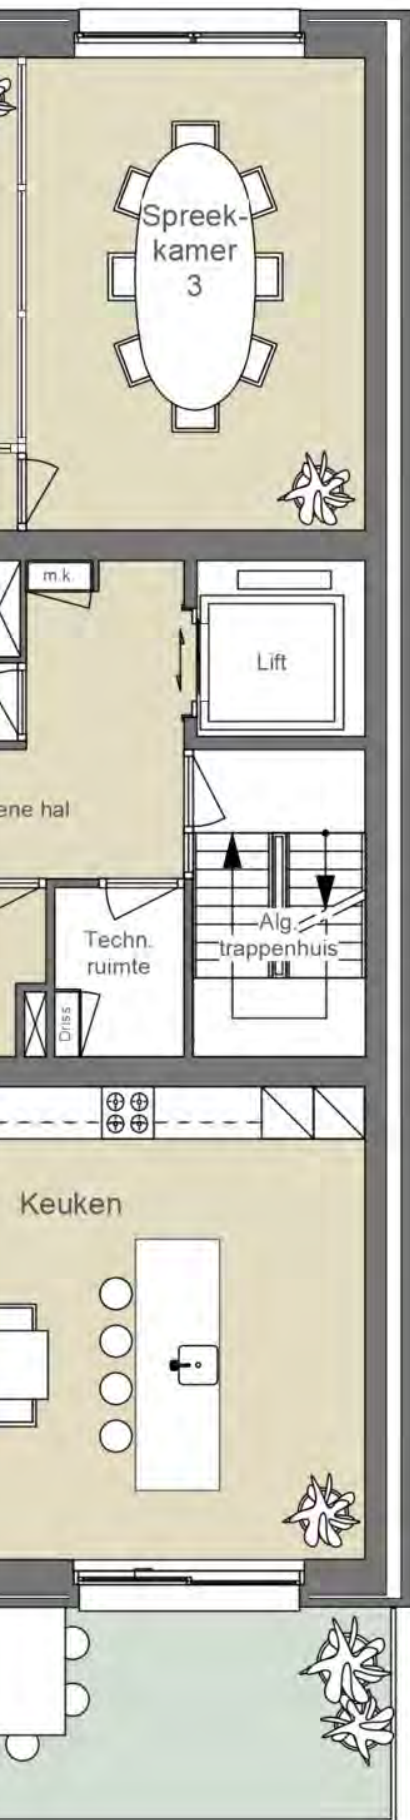 Spreek-
kamer
3
m.k.
Lift
ene hal
Alg.
trappenhuis
Techn.
ruimte
Driss
Keuken